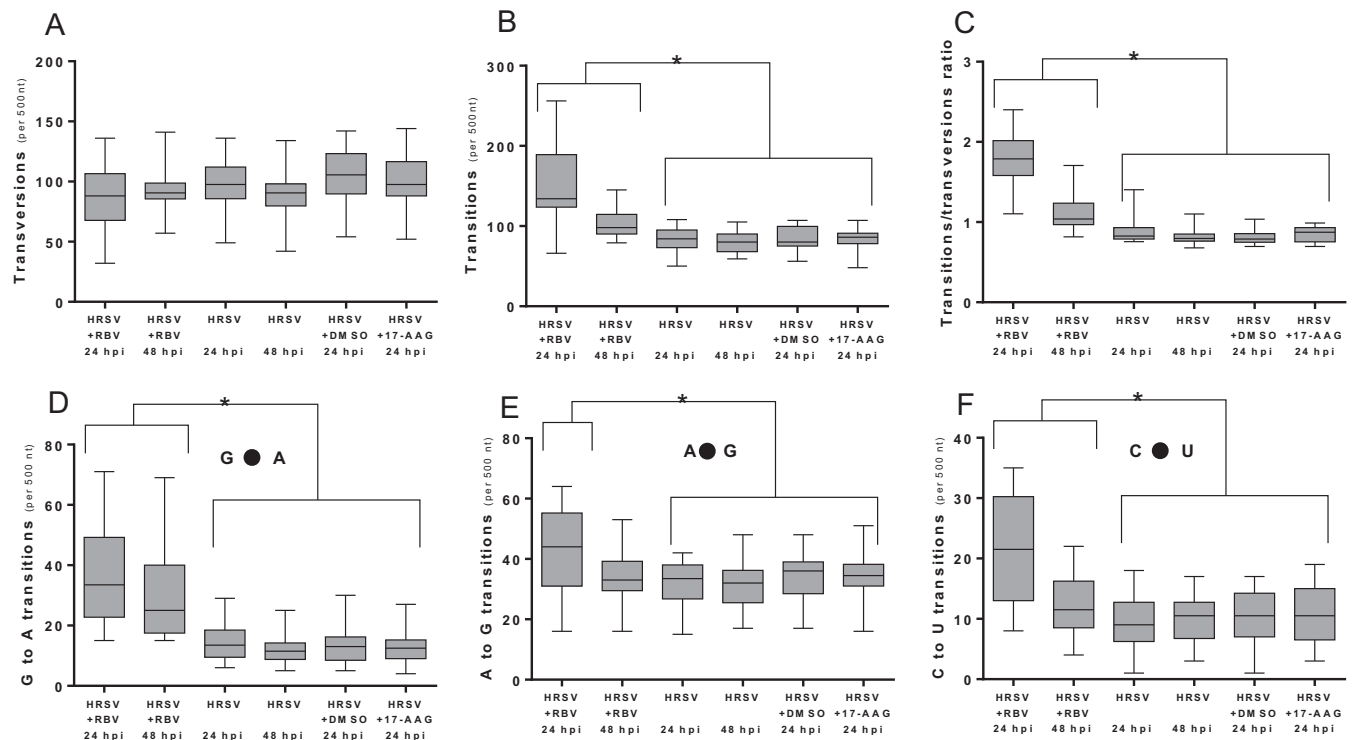 A
Transversions (per 500nt)
200
150
100
50
0
HRSV HRSV HRSV HRSV HRSV HRSV
+RBV +RBV +DMSO +17-AAG
24 hpi 48 hpi 24 hpi 48 hpi 24 hpi 24 hpi
B
Transitions (per 500nt)
300
200
100
0
*
HRSV HRSV HRSV HRSV HRSV HRSV
+RBV +RBV +DMSO +17-AAG
24 hpi 48 hpi 24 hpi 48 hpi 24 hpi 24 hpi
C
Transitions/transversions ratio
3
2
1
0
*
HRSV HRSV HRSV HRSV HRSV HRSV
+RBV +RBV +DMSO +17-AAG
24 hpi 48 hpi 24 hpi 48 hpi 24 hpi 24 hpi
D
G to A transitions (per 500 nt)
80
60
40
20
0
*
G ● A
HRSV HRSV HRSV HRSV HRSV HRSV
+RBV +RBV +DMSO +17-AAG
24 hpi 48 hpi 24 hpi 48 hpi 24 hpi 24 hpi
E
A to G transitions (per 500 nt)
80
60
40
20
0
*
A ● G
HRSV HRSV HRSV HRSV HRSV HRSV
+RBV +RBV +DMSO +17-AAG
24 hpi 48 hpi 24 hpi 48 hpi 24 hpi 24 hpi
F
C to U transitions (per 500 nt)
40
30
20
10
0
*
C ● U
HRSV HRSV HRSV HRSV HRSV HRSV
+RBV +RBV +DMSO +17-AAG
24 hpi 48 hpi 24 hpi 48 hpi 24 hpi 24 hpi